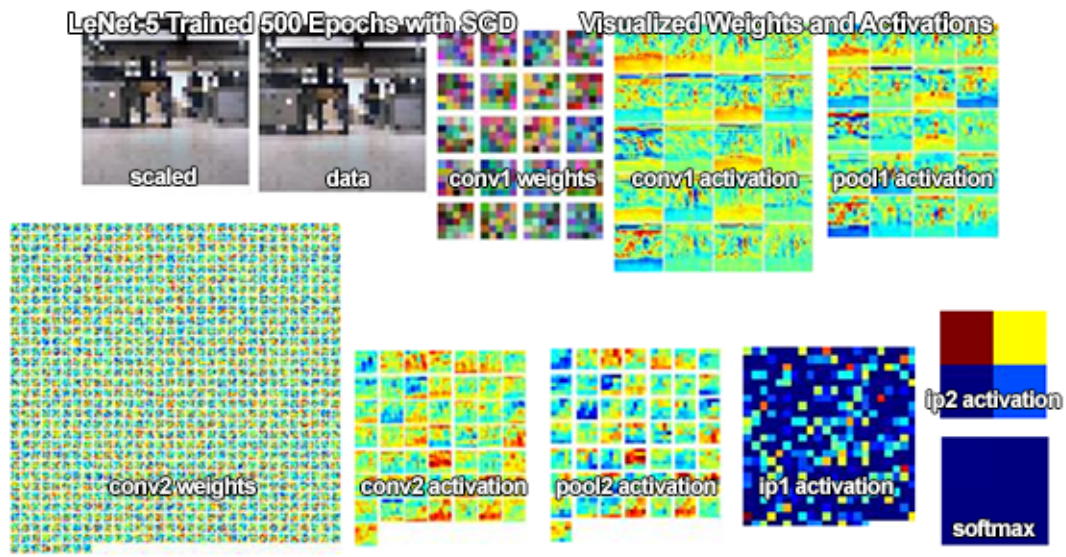 LeNet-5 Trained 500 Epochs with SGD
Visualized Weights and Activations
scaled
data
conv1 weights
conv1 activation
pool1 activation
conv2 weights
conv2 activation
pool2 activation
ip1 activation
ip2 activation
softmax